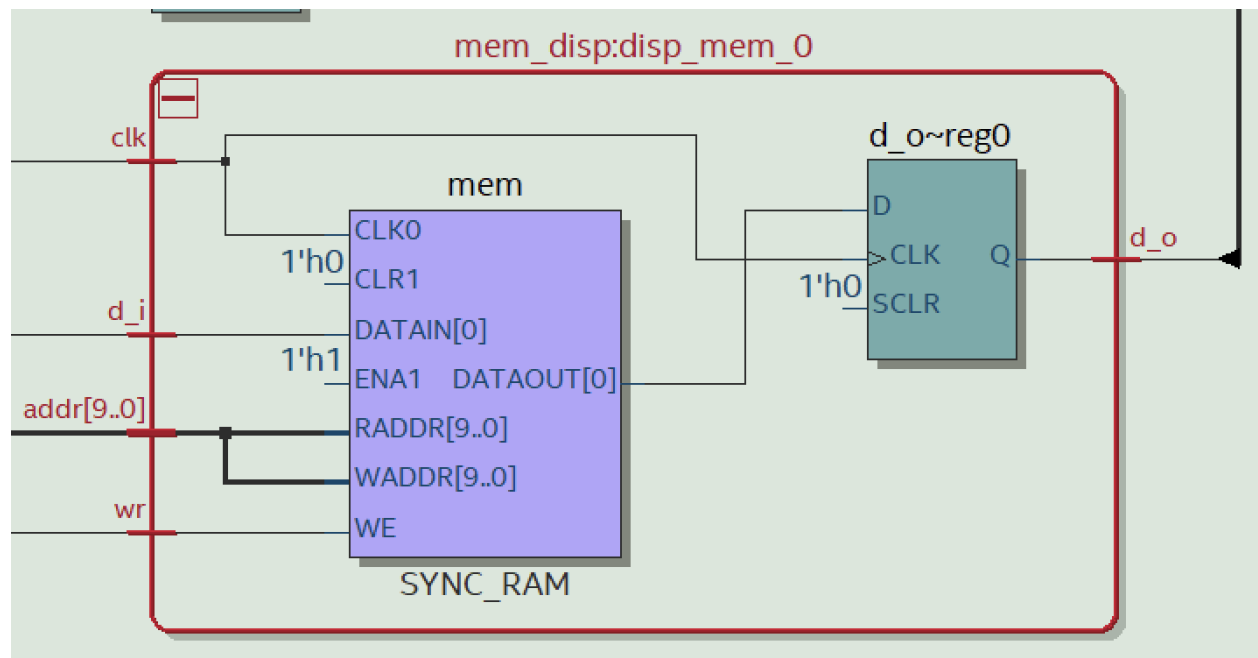 mem_disp:disp_mem_0
clk
d_o~reg0
mem
CLK0
1'h0
CLR1
d_i
DATAIN[0]
1'h1
ENA1 DATAOUT[0]
addr[9..0]
RADDR[9..0]
WADDR[9..0]
wr
WE
SYNC_RAM
D
CLK Q
1'h0
SCLR
d_o